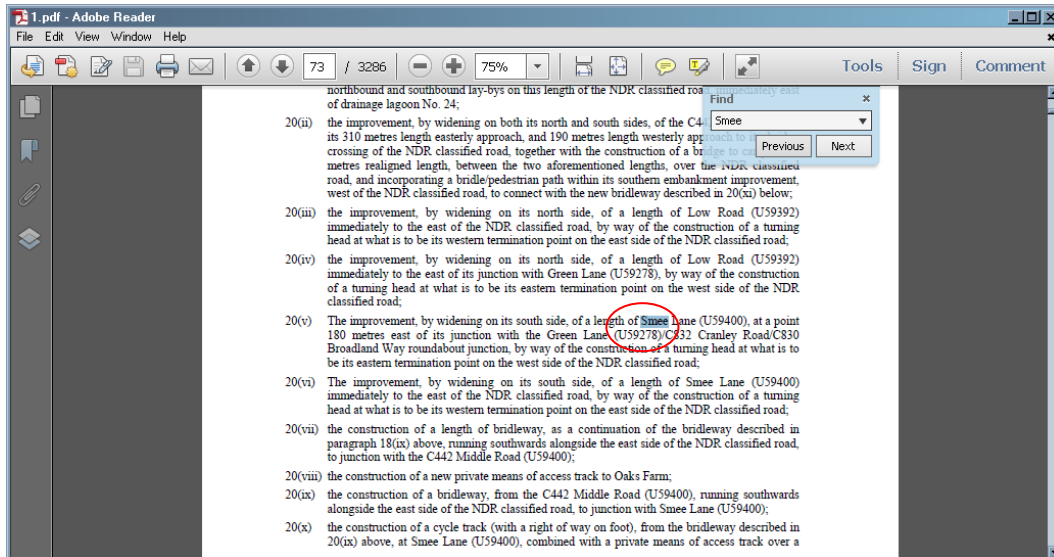 1.pdf - Adobe Reader
File Edit View Window Help
73 / 3286 75% Tools Sign Comment
Find
Smee
Previous Next
northbound and southbound lay-bys on this length of the NDR classified road, immediately east
of drainage lagoon No. 24;
20(ii) the improvement, by widening on both its north and south sides, of the C44
its 310 metres length easterly approach, and 190 metres length westerly approach to
crossing of the NDR classified road, together with the construction of a bridge to
metres realigned length, between the two aforementioned lengths, over the NDR classified
road, and incorporating a bridle/pedestrian path within its southern embankment improvement,
west of the NDR classified road, to connect with the new bridleway described in 20(xi) below;
20(iii) the improvement, by widening on its north side, of a length of Low Road (U59392)
immediately to the east of the NDR classified road, by way of the construction of a turning
head at what is to be its western termination point on the east side of the NDR classified road;
20(iv) the improvement, by widening on its north side, of a length of Low Road (U59392)
immediately to the east of its junction with Green Lane (U59278), by way of the construction
of a turning head at what is to be its eastern termination point on the west side of the NDR
classified road;
20(v) The improvement, by widening on its south side, of a length of Smee Lane (U59400), at a point
180 metres east of its junction with the Green Lane (U59278)/C832 Cranley Road/C830
Broadland Way roundabout junction, by way of the construction of a turning head at what is to
be its eastern termination point on the west side of the NDR classified road;
20(vi) The improvement, by widening on its south side, of a length of Smee Lane (U59400)
immediately to the east of the NDR classified road, by way of the construction of a turning
head at what is to be its western termination point on the east side of the NDR classified road;
20(vii) the construction of a length of bridleway, as a continuation of the bridleway described in
paragraph 18(ix) above, running southwards alongside the east side of the NDR classified road,
to junction with the C442 Middle Road (U59400);
20(viii) the construction of a new private means of access track to Oaks Farm;
20(ix) the construction of a bridleway, from the C442 Middle Road (U59400), running southwards
alongside the east side of the NDR classified road, to junction with Smee Lane (U59400);
20(x) the construction of a cycle track (with a right of way on foot), from the bridleway described in
20(ix) above, at Smee Lane (U59400), combined with a private means of access track over a